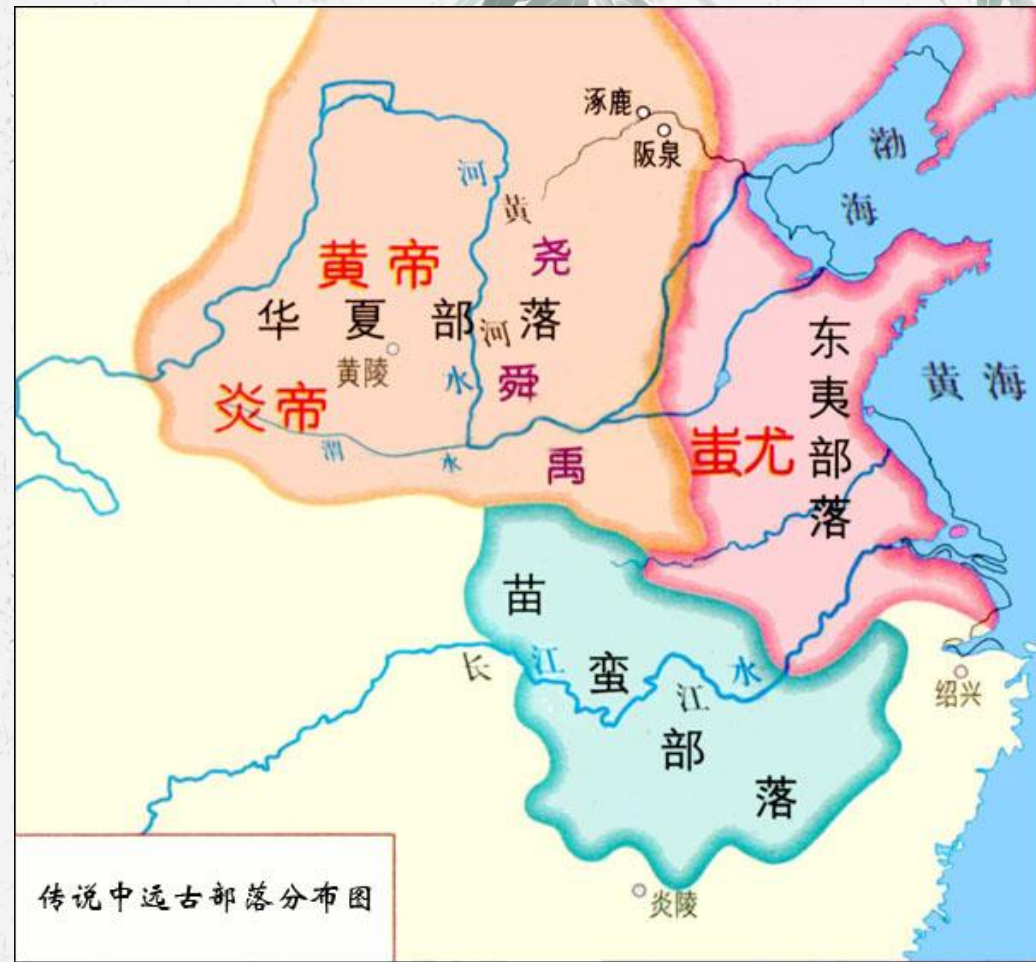 涿鹿
阪泉
渤
海
河
黄
黄帝
尧
华夏部落
河
水
黄陵
舜
炎帝
渭
水
禹
蚩尤
东夷部落
黄海
苗
蛮
部
落
长
江
江
水
绍兴
炎陵
传说中远古部落分布图